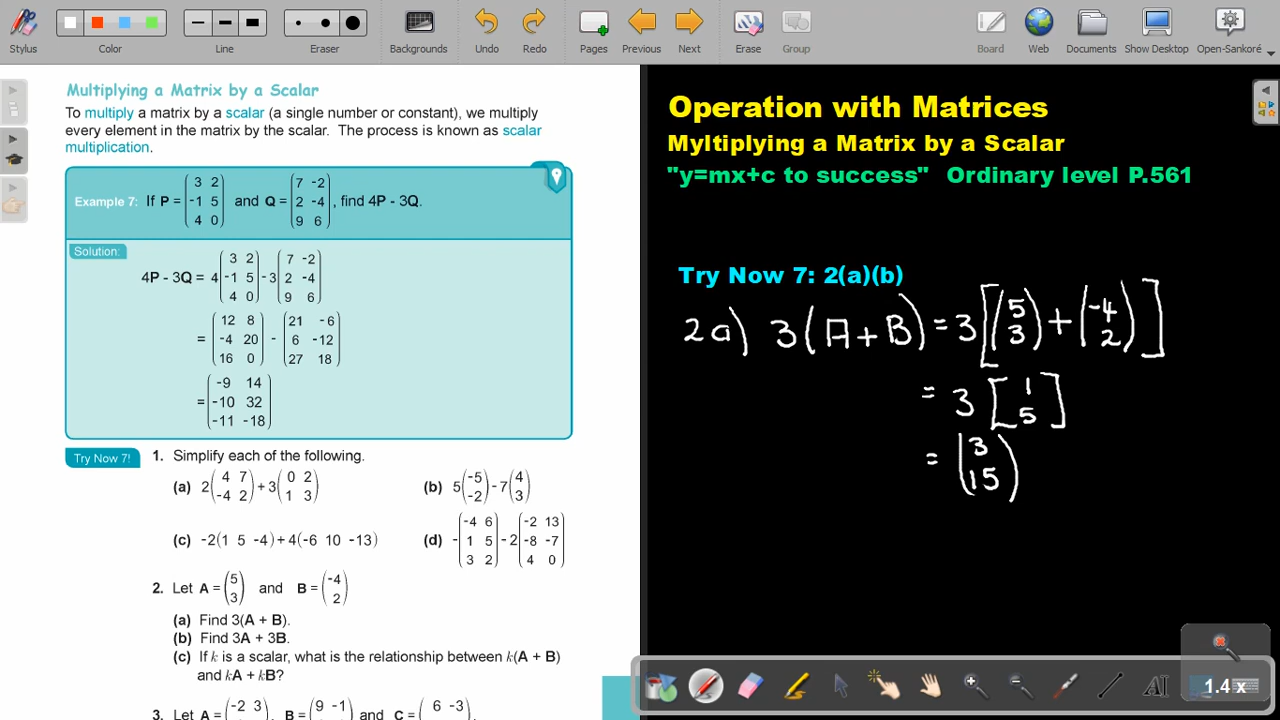 Stylus Color Line Eraser Backgrounds Undo Redo Pages Previous Next Erase Group Board Web Documents Show Desktop Open-Sankoré
Multiplying a Matrix by a Scalar
To multiply a matrix by a scalar (a single number or constant), we multiply
every element in the matrix by the scalar. The process is known as scalar
multiplication.
Example 7: If P = (3 2 -1 5 4 0) and Q = (7 -2 2 -4 9 6), find 4P - 3Q.
Solution:
4P - 3Q = 4(3 2 -1 5 4 0) - 3(7 -2 2 -4 9 6)
= (12 8 -4 20 16 0) - (21 -6 6 -12 27 18)
= (-9 14 -10 32 -11 -18)
Try Now 7! 1. Simplify each of the following.
(a) 2(4 7 -4 2) + 3(0 2 1 3) (b) 5(-5 -2) - 7(4 3)
(c) -2(1 5 -4) + 4(-6 10 -13) (d) -(-4 6 1 5 3 2) - 2(-2 13 -8 -7 4 0)
2. Let A = (5 3) and B = (-4 2)
(a) Find 3(A + B).
(b) Find 3A + 3B.
(c) If k is a scalar, what is the relationship between k(A + B)
and kA + kB?
3. Let A = (-2 3 B = (9 -1 and C = (6 -3
Operation with Matrices
Myltiplying a Matrix by a Scalar
"y=mx+c to success" Ordinary level P.561
Try Now 7: 2(a)(b)
2a) 3(A+B) = 3[(5 3) + (-4 2)]
= 3[1 5]
= (3 15)
1.4 x